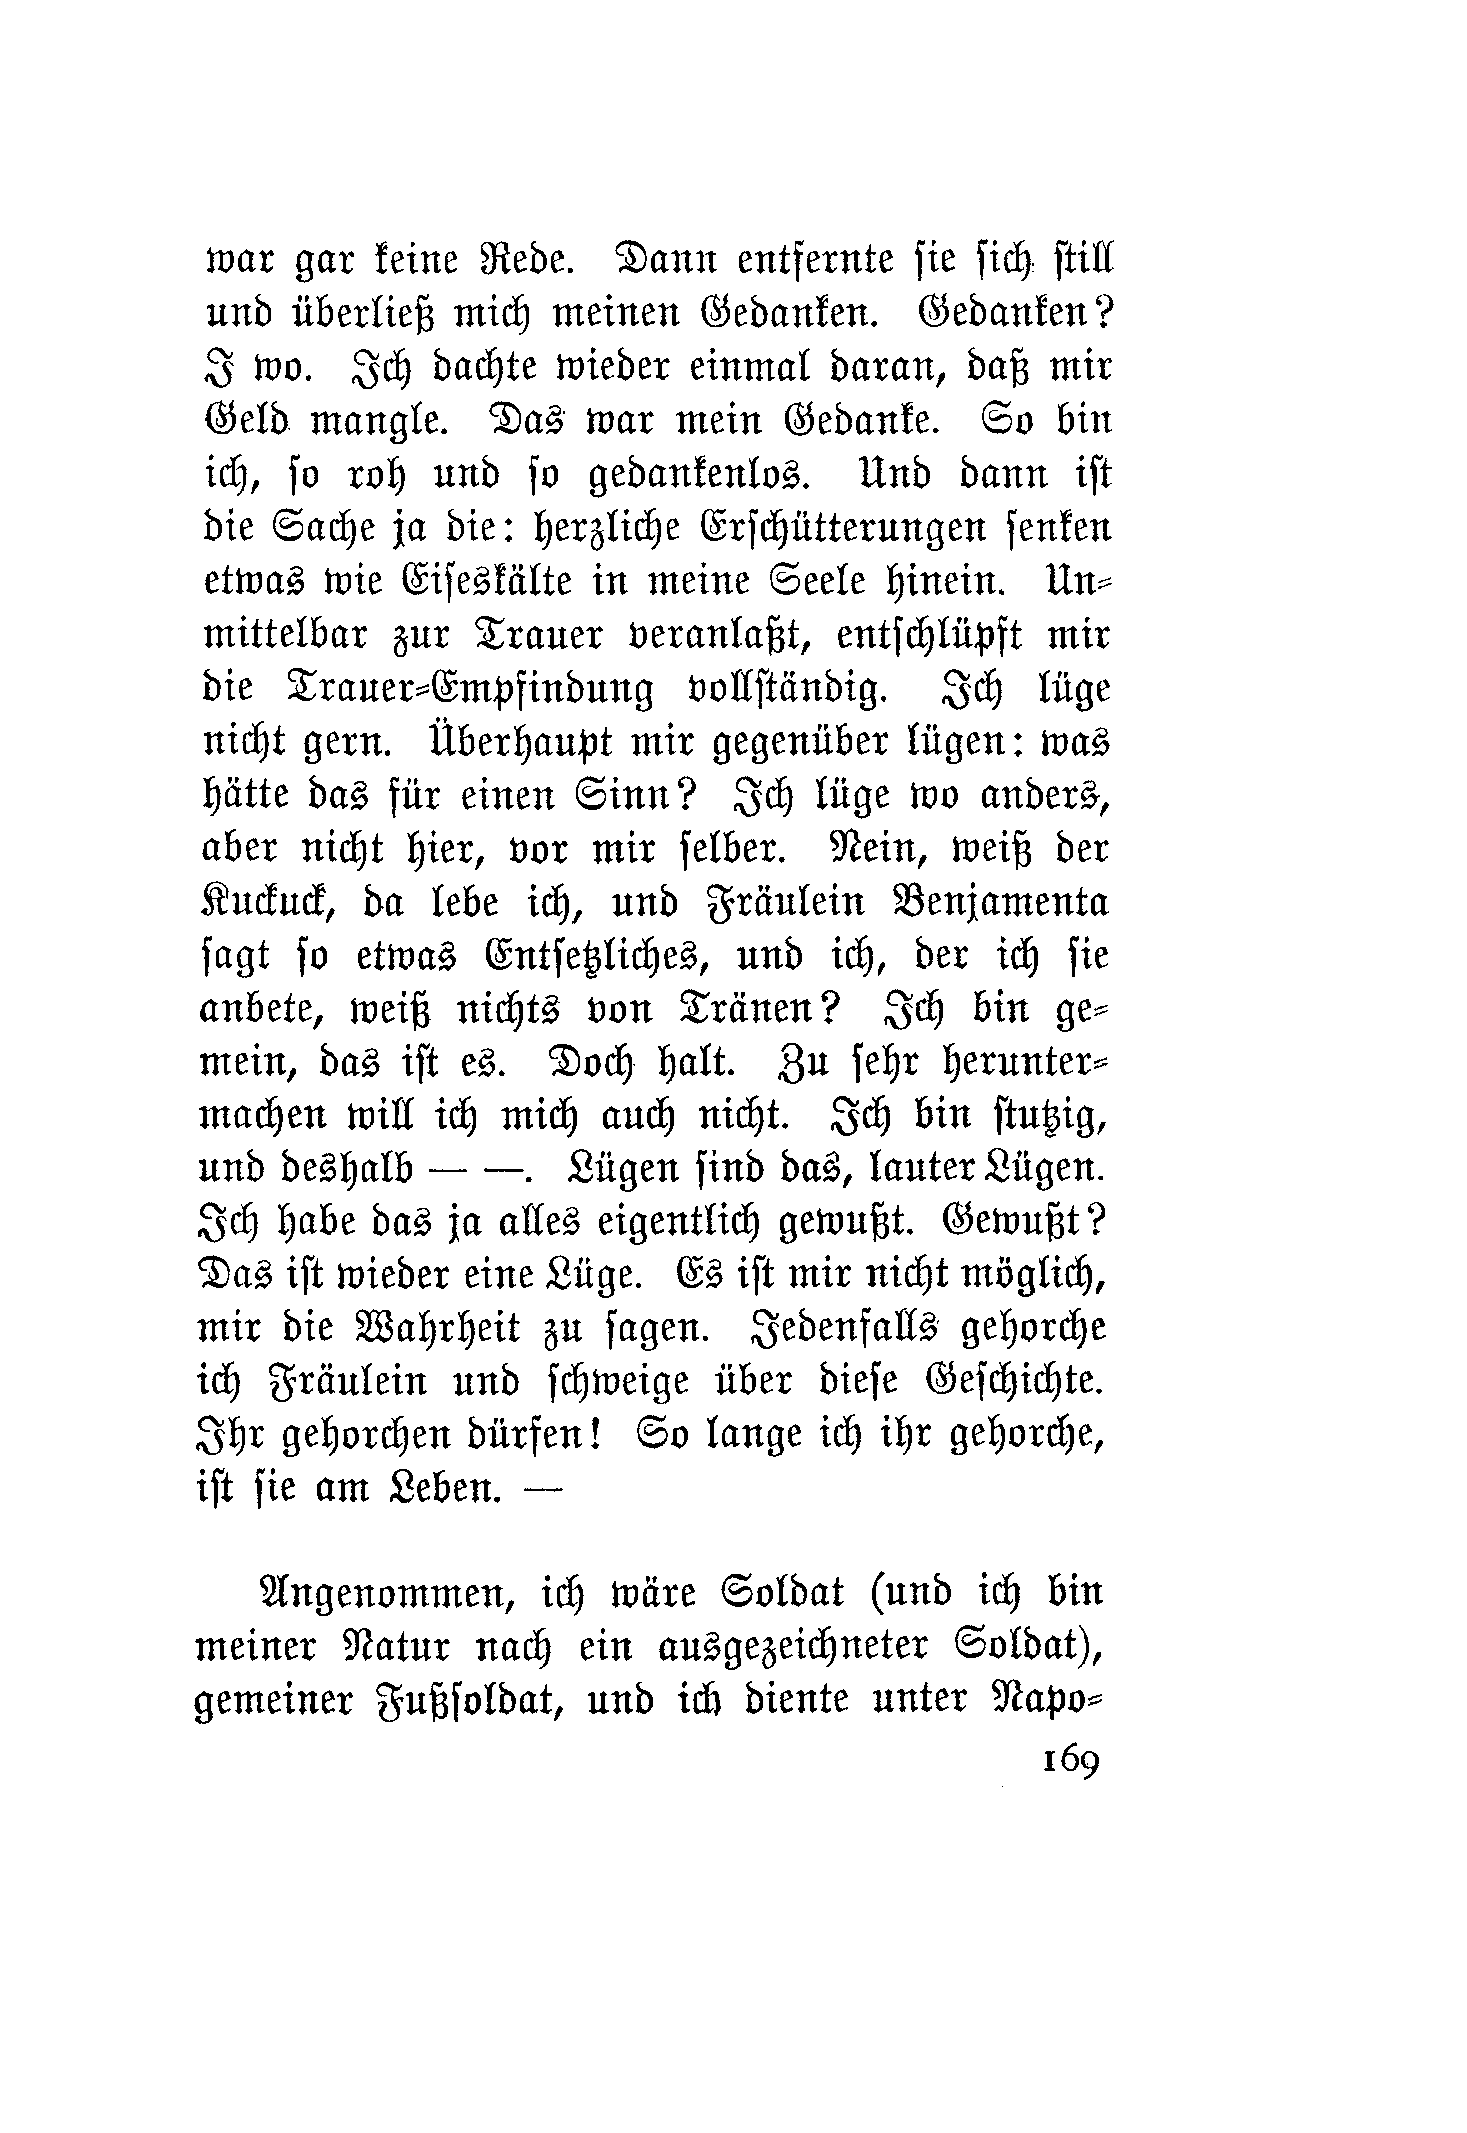 war gar keine Rede. Dann entfernte sie sich still
und überließ mich meinen Gedanken. Gedanken?
I wo. Ich dachte wieder einmal daran, daß mir
Geld mangle. Das war mein Gedanke. So bin
ich, so roh und so gedankenlos. Und dann ist
die Sache ja die: herzliche Erschütterungen senken
etwas wie Eiseskälte in meine Seele hinein. Un-
mittelbar zur Trauer veranlaßt, entschlüpft mir
die Trauer-Empfindung vollständig. Ich lüge
nicht gern. Überhaupt mir gegenüber lügen: was
hätte das für einen Sinn? Ich lüge wo anders,
aber nicht hier, vor mir selber. Nein, weiß der
Kuckuck, da lebe ich, und Fräulein Benjamenta
sagt so etwas Entsetzliches, und ich, der ich sie
anbete, weiß nichts von Tränen? Ich bin ge-
mein, das ist es. Doch halt. Zu sehr herunter-
machen will ich mich auch nicht. Ich bin stutzig,
und deshalb — —. Lügen sind das, lauter Lügen.
Ich habe das ja alles eigentlich gewußt. Gewußt?
Das ist wieder eine Lüge. Es ist mir nicht möglich,
mir die Wahrheit zu sagen. Jedenfalls gehorche
ich Fräulein und schweige über diese Geschichte.
Ihr gehorchen dürfen! So lange ich ihr gehorche,
ist sie am Leben. —
Angenommen, ich wäre Soldat (und ich bin
meiner Natur nach ein ausgezeichneter Soldat),
gemeiner Fußsoldat, und ich diente unter Napo-
169